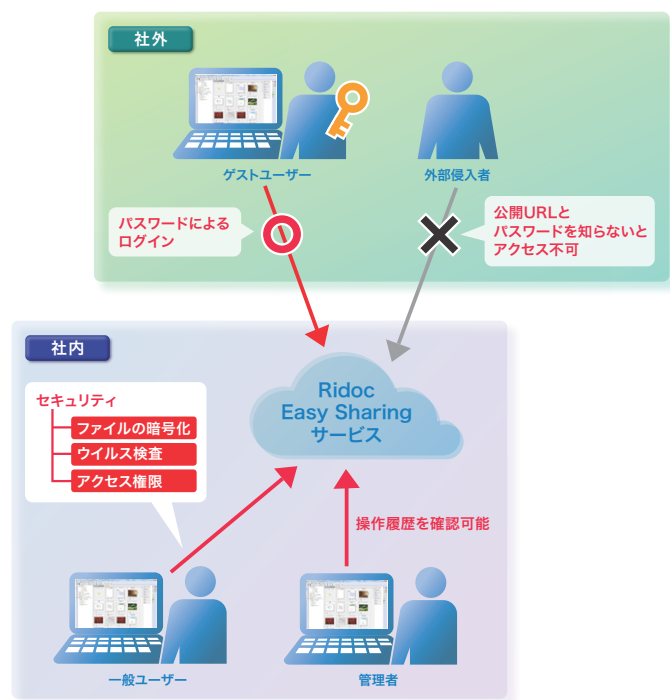 社外
ゲストユーザー
外部侵入者
パスワードによる
ログイン
公開URLと
パスワードを知らないと
アクセス不可
社内
セキュリティ
ファイルの暗号化
ウイルス検査
アクセス権限
Ridoc
Easy Sharing
サービス
操作履歴を確認可能
一般ユーザー
管理者